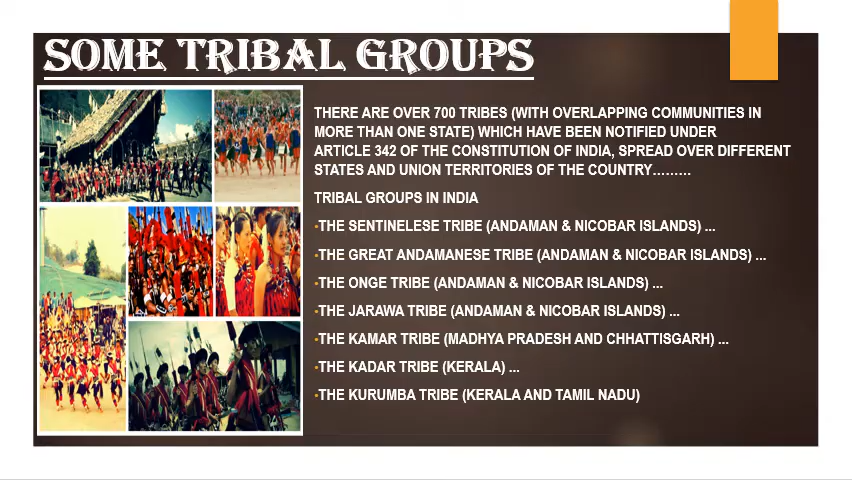 SOME TRIBAL GROUPS
THERE ARE OVER 700 TRIBES (WITH OVERLAPPING COMMUNITIES IN
MORE THAN ONE STATE) WHICH HAVE BEEN NOTIFIED UNDER
ARTICLE 342 OF THE CONSTITUTION OF INDIA, SPREAD OVER DIFFERENT
STATES AND UNION TERRITORIES OF THE COUNTRY.........
TRIBAL GROUPS IN INDIA
•THE SENTINELESE TRIBE (ANDAMAN & NICOBAR ISLANDS) ...
•THE GREAT ANDAMANESE TRIBE (ANDAMAN & NICOBAR ISLANDS) ...
•THE ONGE TRIBE (ANDAMAN & NICOBAR ISLANDS) ...
•THE JARAWA TRIBE (ANDAMAN & NICOBAR ISLANDS) ...
•THE KAMAR TRIBE (MADHYA PRADESH AND CHHATTISGARH) ...
•THE KADAR TRIBE (KERALA) ...
•THE KURUMBA TRIBE (KERALA AND TAMIL NADU)